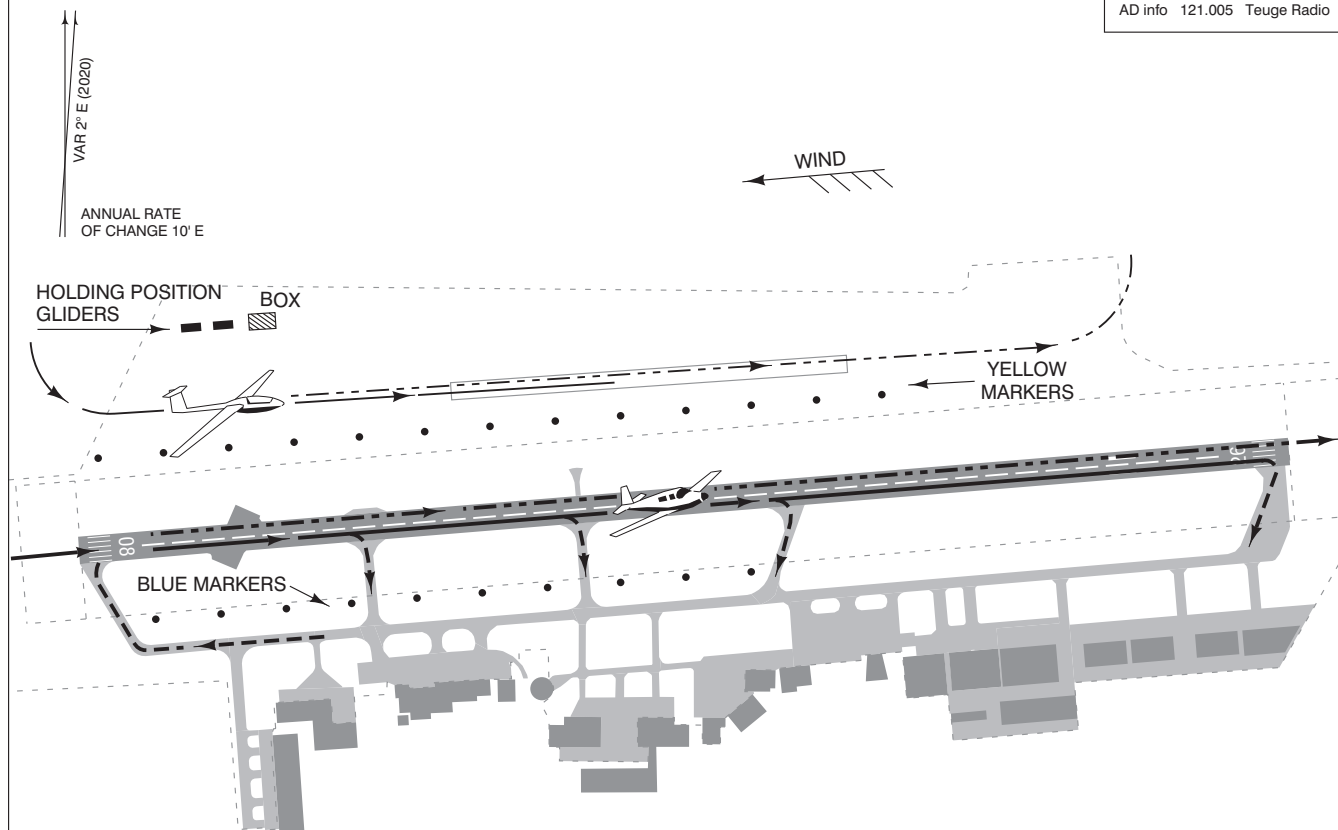 AD info 121.005 Teuge Radio
VAR 2° E (2020)
ANNUAL RATE
OF CHANGE 10' E
WIND
HOLDING POSITION
GLIDERS
BOX
YELLOW
MARKERS
26
08
BLUE MARKERS